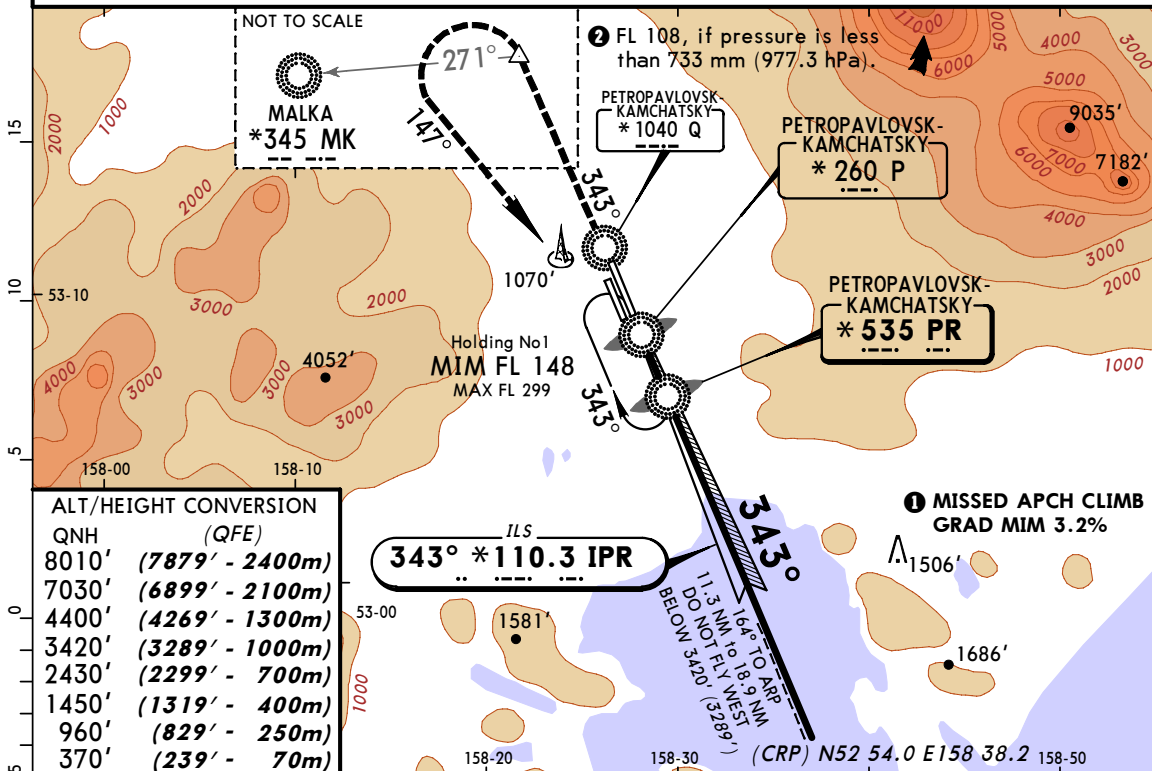 NOT TO SCALE
MALKA
*345 MK
271°
147°
343°
❷ FL 108, if pressure is less
than 733 mm (977.3 hPa).
PETROPAVLOVSK-
KAMCHATSKY
* 1040 Q
PETROPAVLOVSK-
KAMCHATSKY
* 260 P
PETROPAVLOVSK-
KAMCHATSKY
* 535 PR
11000
5000
6000
4000
3000
5000
9035'
6000
7000
7182'
4000
3000
2000
1000
2000
1000
2000
3000
2000
1070'
15
10
5
0
5
53-10
4052'
4000
3000
3000
3000
Holding No1
MIM FL 148
MAX FL 299
343°
158-00
158-10
ALT/HEIGHT CONVERSION
QNH (QFE)
8010' (7879' - 2400m)
7030' (6899' - 2100m)
4400' (4269' - 1300m)
3420' (3289' - 1000m)
2430' (2299' - 700m)
1450' (1319' - 400m)
960' (829' - 250m)
370' (239' - 70m)
ILS
343° *110.3 IPR
343°
❶ MISSED APCH CLIMB
GRAD MIM 3.2%
1506'
53-00
1581'
1000
1686'
164° TO ARP
11.3 NM to 18.9 NM
DO NOT FLY WEST
BELOW 3420' (3289')
(CRP) N52 54.0 E158 38.2
158-20
158-30
158-50